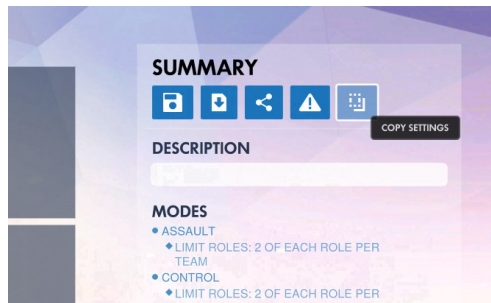 SUMMARY
COPY SETTINGS
DESCRIPTION
MODES
ASSAULT
LIMIT ROLES: 2 OF EACH ROLE PER
TEAM
CONTROL
LIMIT ROLES: 2 OF EACH ROLE PER